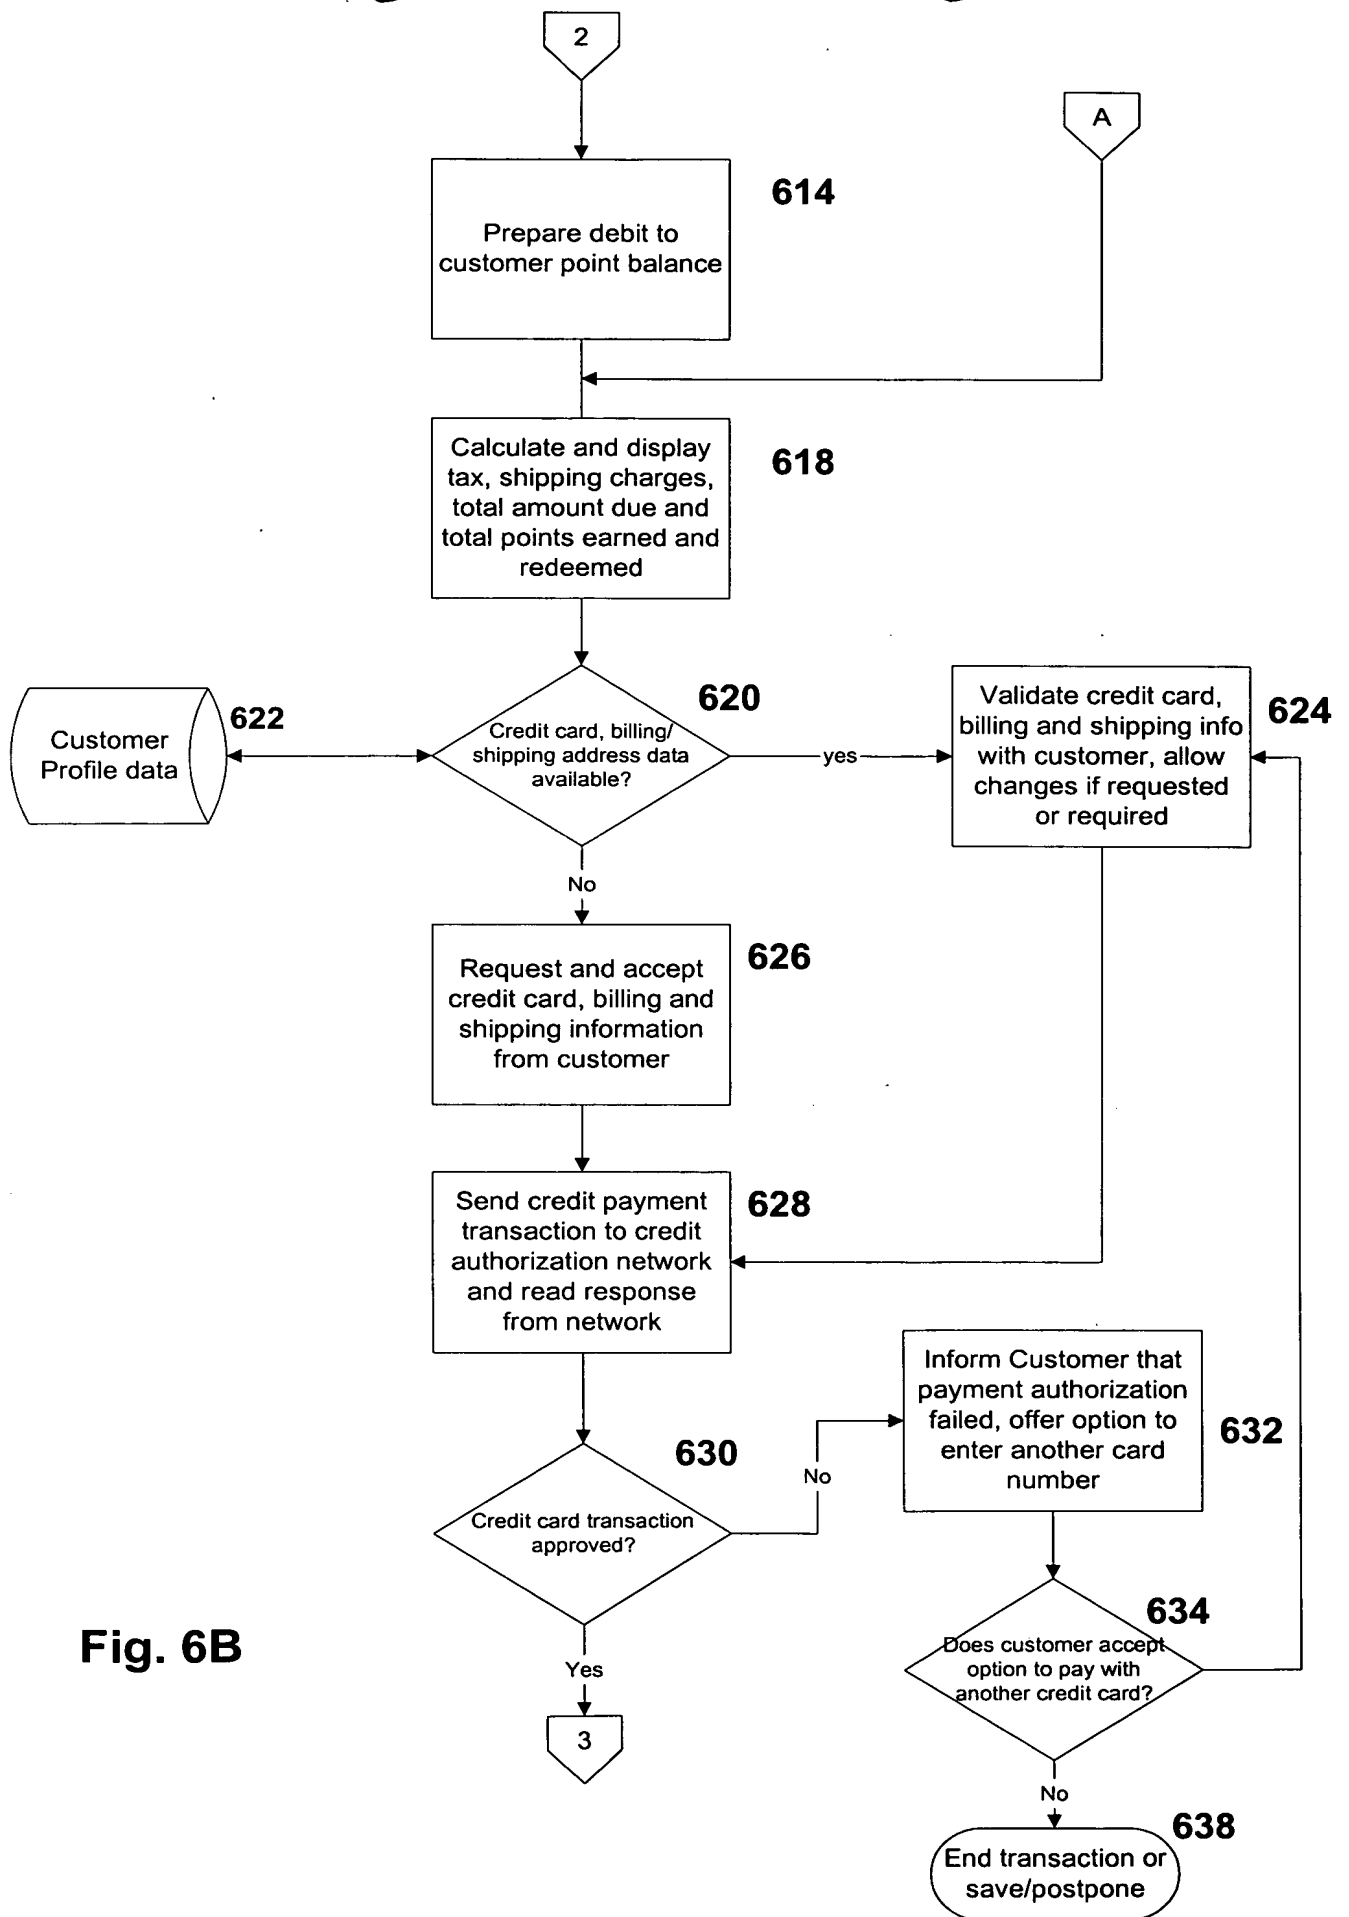 2
A
614
Prepare debit to
customer point balance
618
Calculate and display
tax, shipping charges,
total amount due and
total points earned and
redeemed
622
Customer
Profile data
620
Credit card, billing/
shipping address data
available?
yes
624
Validate credit card,
billing and shipping info
with customer, allow
changes if requested
or required
No
626
Request and accept
credit card, billing and
shipping information
from customer
628
Send credit payment
transaction to credit
authorization network
and read response
from network
630
Credit card transaction
approved?
No
632
Inform Customer that
payment authorization
failed, offer option to
enter another card
number
634
Does customer accept
option to pay with
another credit card?
Yes
3
No
638
End transaction or
save/postpone
Fig. 6B